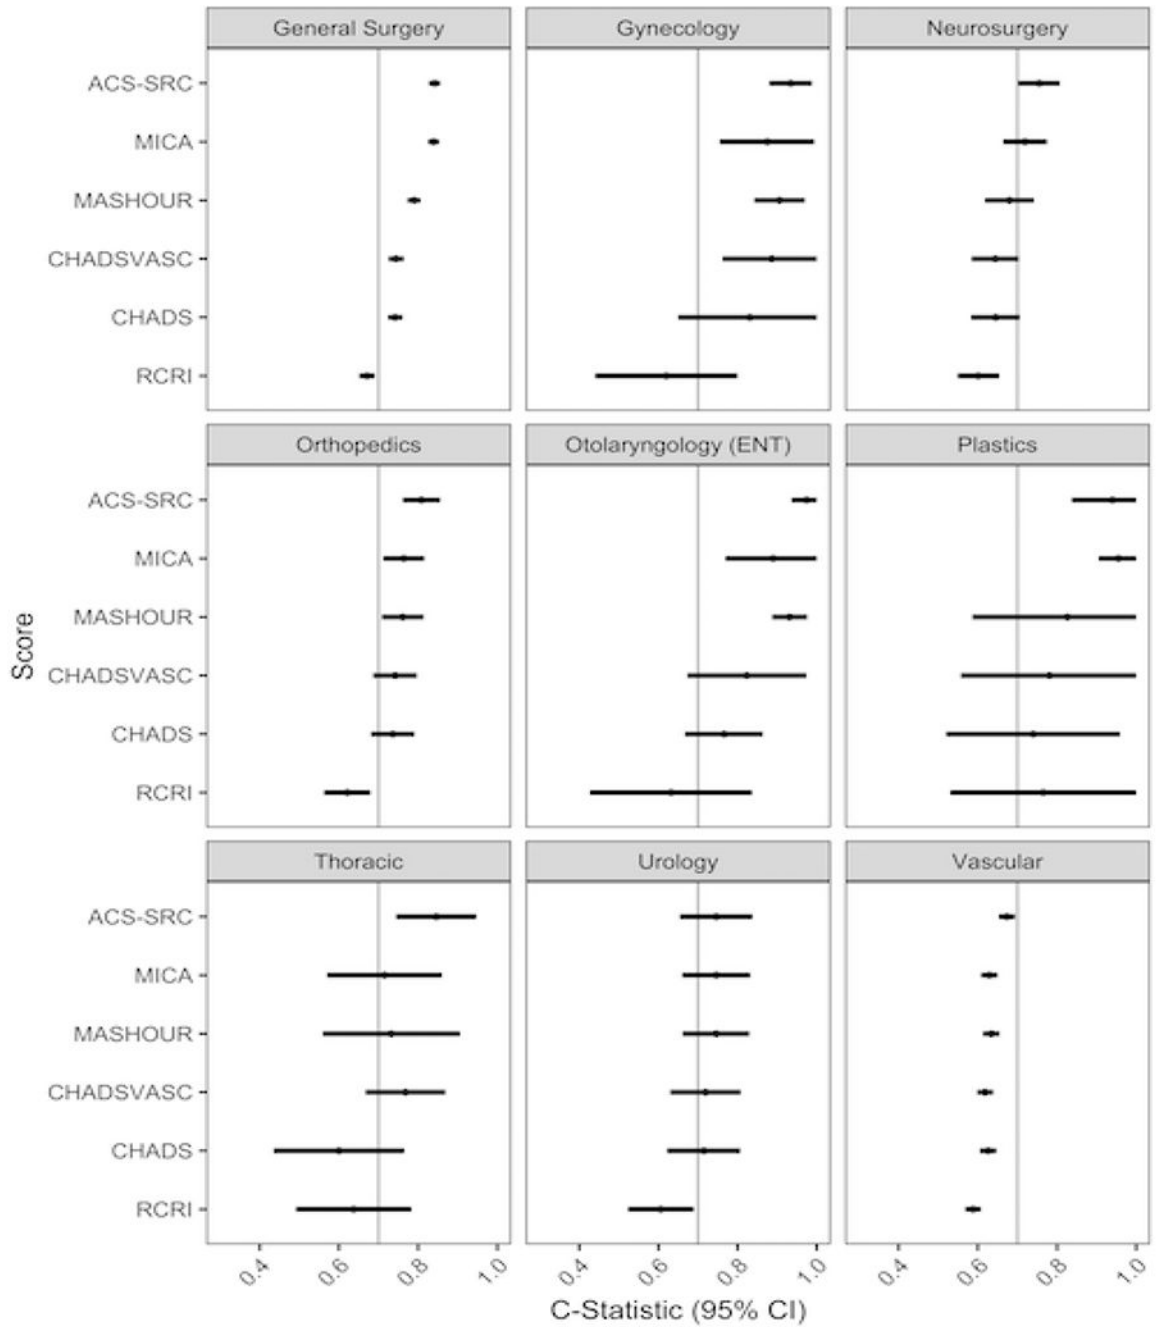 General Surgery
Gynecology
Neurosurgery
ACS-SRC
MICA
MASHOUR
CHADSVASC
CHADS
RCRI
Orthopedics
Otolaryngology (ENT)
Plastics
ACS-SRC
MICA
MASHOUR
CHADSVASC
CHADS
RCRI
Score
Thoracic
Urology
Vascular
ACS-SRC
MICA
MASHOUR
CHADSVASC
CHADS
RCRI
0.4 0.6 0.8 1.0
0.4 0.6 0.8 1.0
0.4 0.6 0.8 1.0
C-Statistic (95% CI)